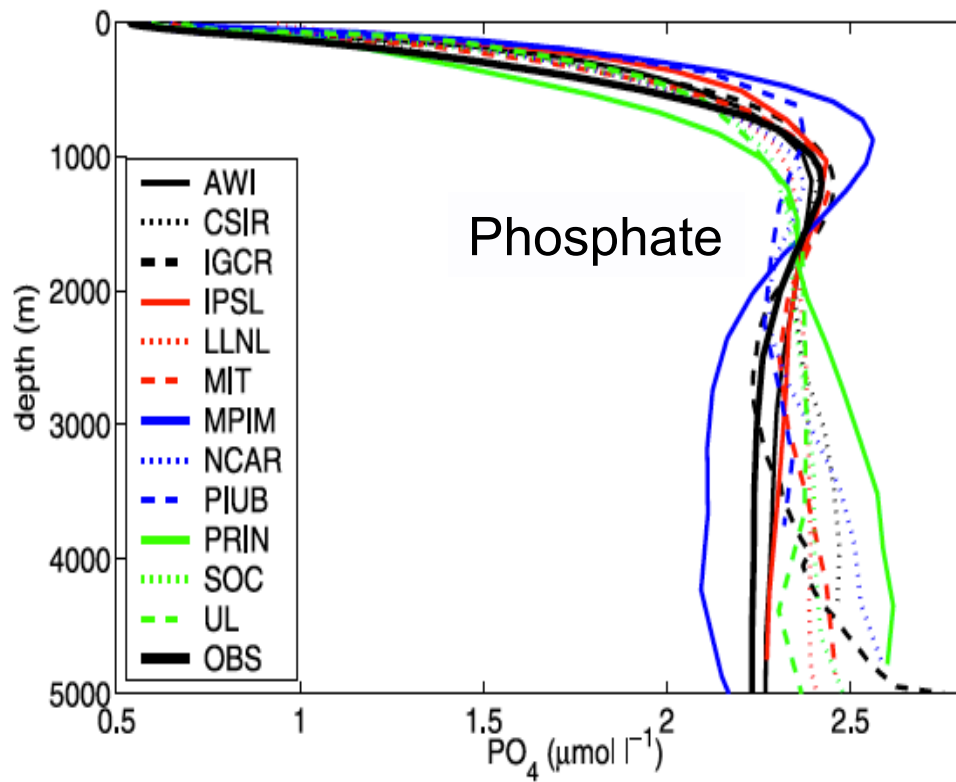 0
1000
2000
3000
4000
5000
depth (m)
AWI
CSIR
IGCR
IPSL
LLNL
MIT
MPIM
NCAR
PIUB
PRIN
SOC
UL
OBS
Phosphate
0.5 1 1.5 2 2.5
PO₄ (μmol l⁻¹)